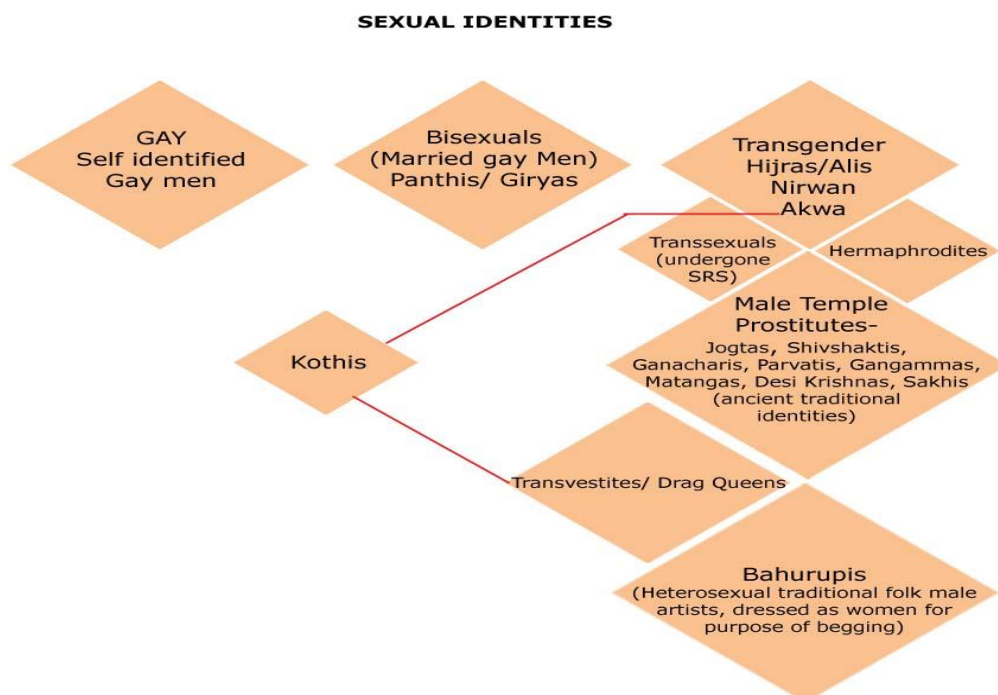 SEXUAL IDENTITIES
GAY
Self identified
Gay men
Bisexuals
(Married gay Men)
Panthis/ Giryas
Transgender
Hijras/Alis
Nirwan
Akwa
Transsexuals
(undergone
SRS)
Hermaphrodites
Male Temple
Prostitutes-
Jogtas, Shivshaktis,
Ganacharis, Parvatis, Gangammas,
Matangas, Desi Krishnas, Sakhis
(ancient traditional
identities)
Kothis
Transvestites/ Drag Queens
Bahurupis
(Heterosexual traditional folk male
artists, dressed as women for
purpose of begging)